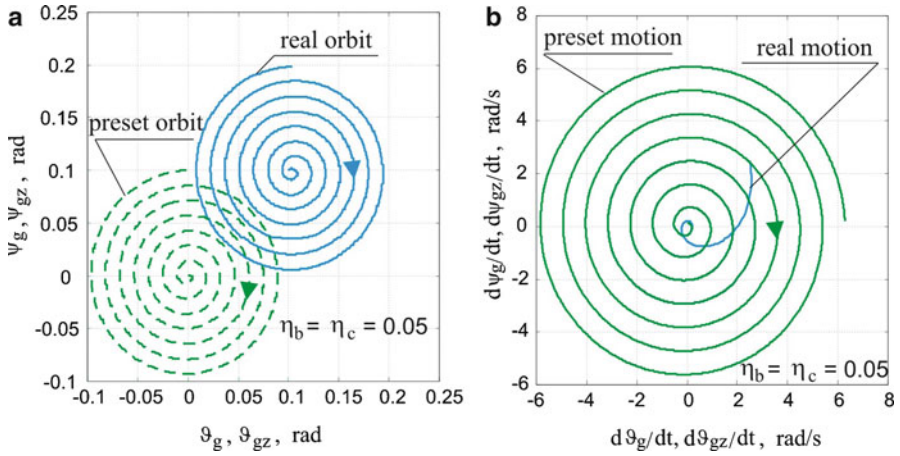 a
0.25
0.2
0.15
0.1
0.05
0
-0.05
-0.1
-0.1 -0.05 0 0.05 0.1 0.15 0.20 0.25
ψg,ψgz, rad
ϑg, ϑgz, rad
real orbit
preset orbit
ηb= ηc= 0.05
b
8
6
4
2
0
-2
-4
-6
-6 -4 -2 0 2 4 6 8
dψg/dt, dψgz/dt, rad/s
dϑg/dt, dϑgz/dt, rad/s
preset motion
real motion
ηb= ηc= 0.05